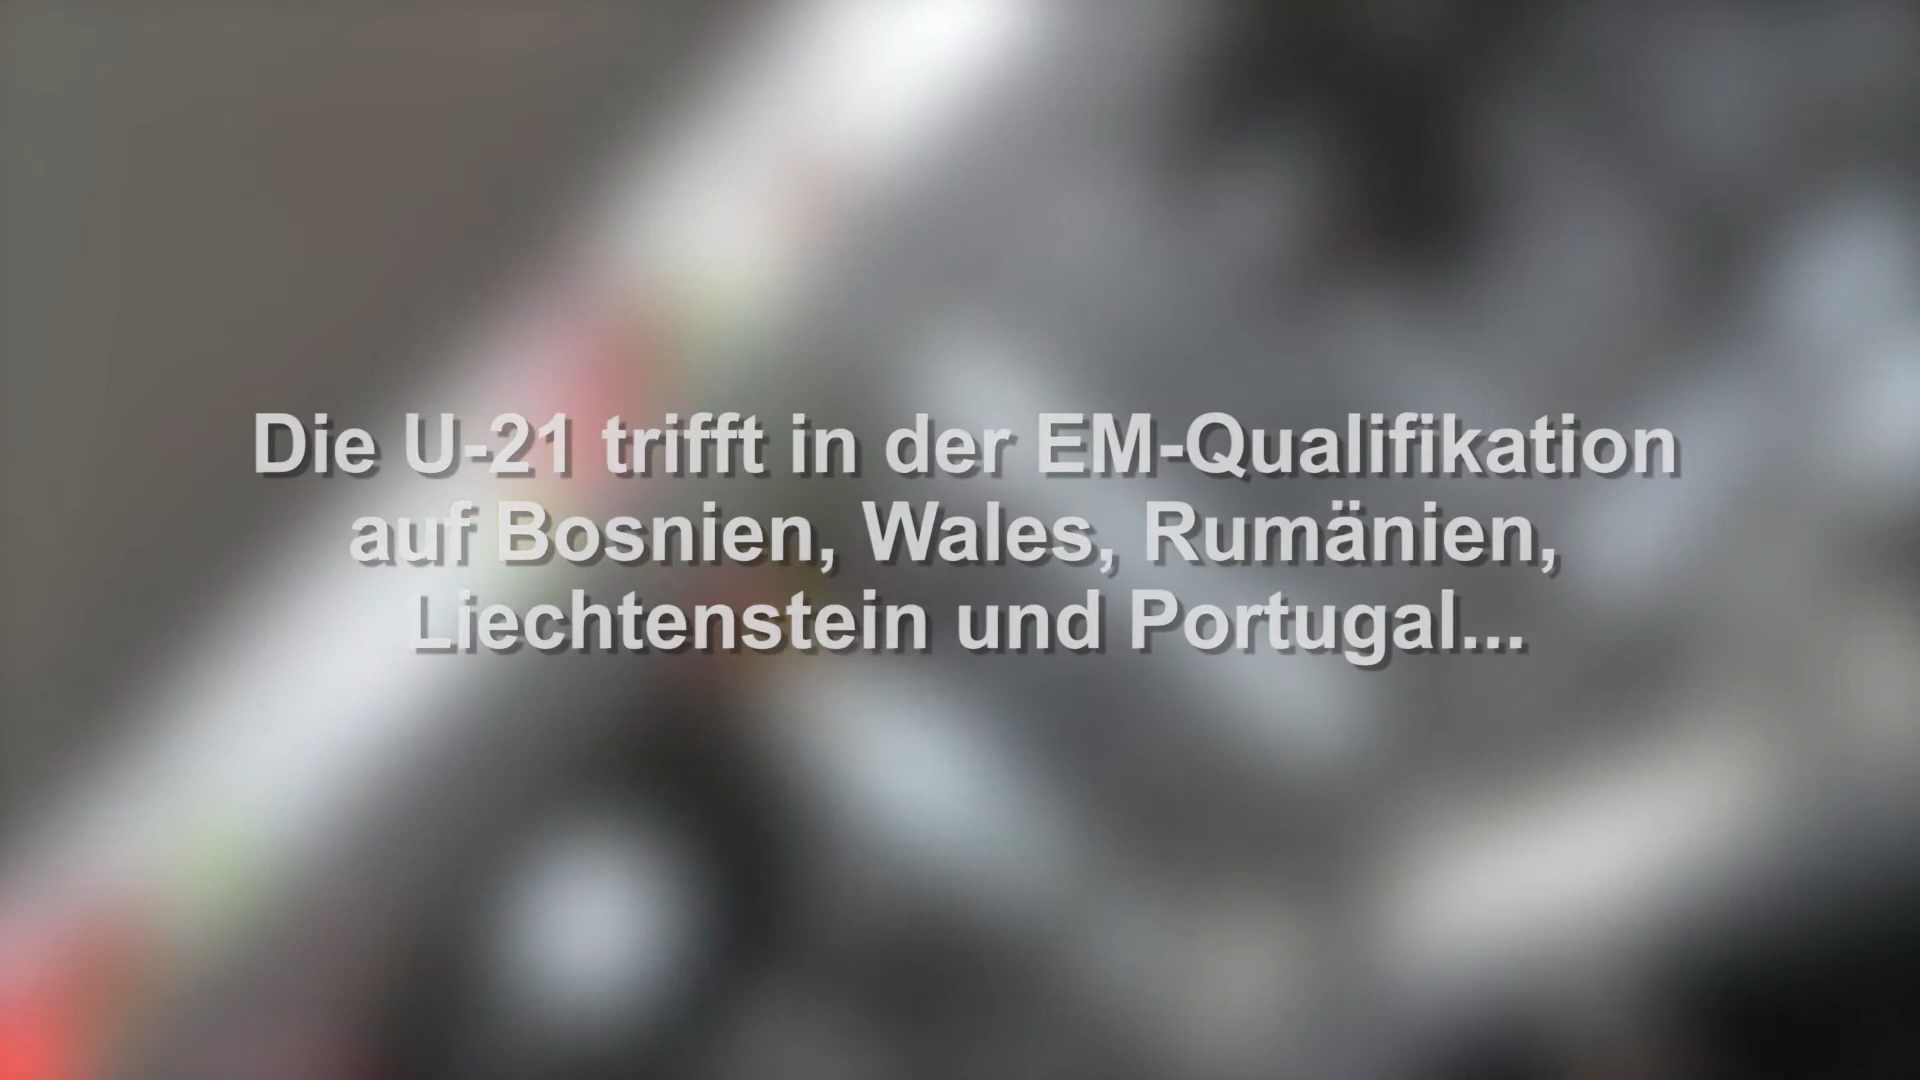 Die U-21 trifft in der EM-Qualifikation
auf Bosnien, Wales, Rumänien,
Liechtenstein und Portugal...